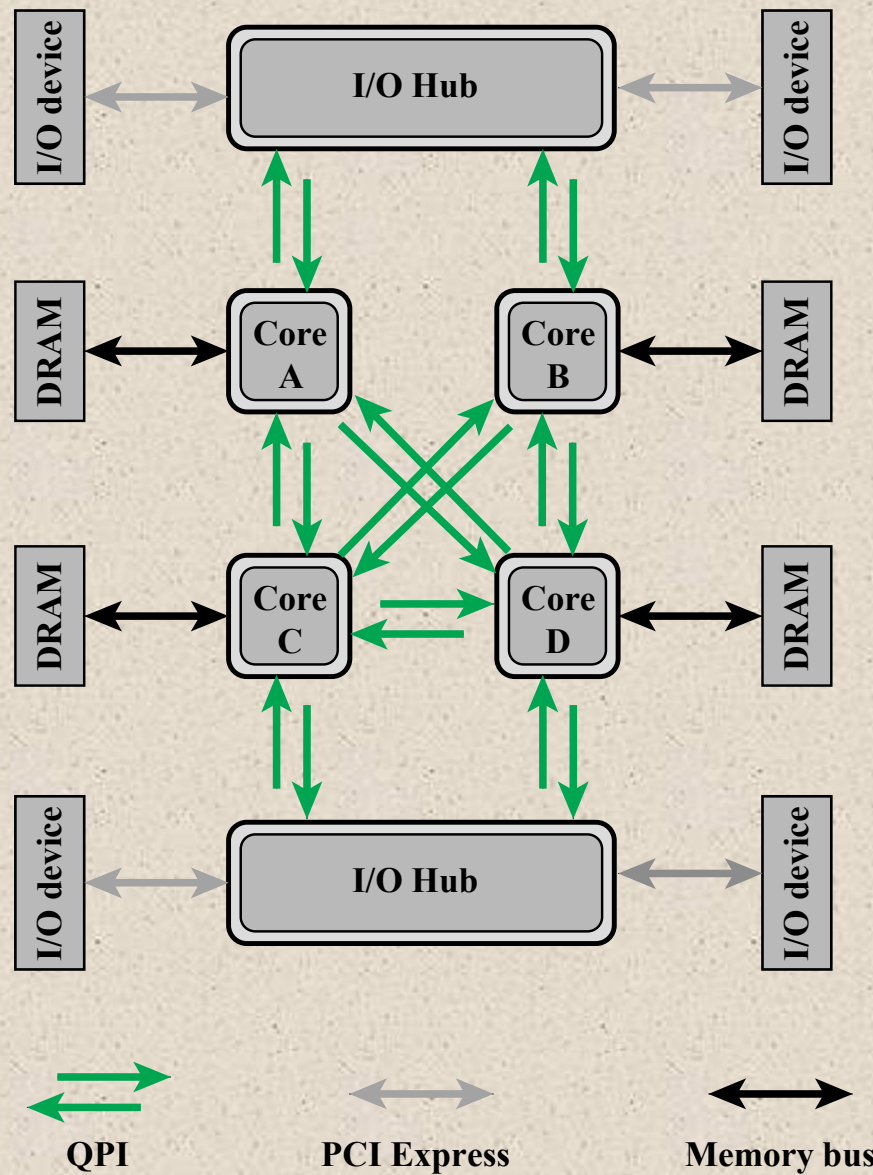 I/O device
I/O Hub
I/O device
DRAM
Core
A
Core
B
DRAM
DRAM
Core
C
Core
D
DRAM
I/O device
I/O Hub
I/O device
QPI
PCI Express
Memory bus